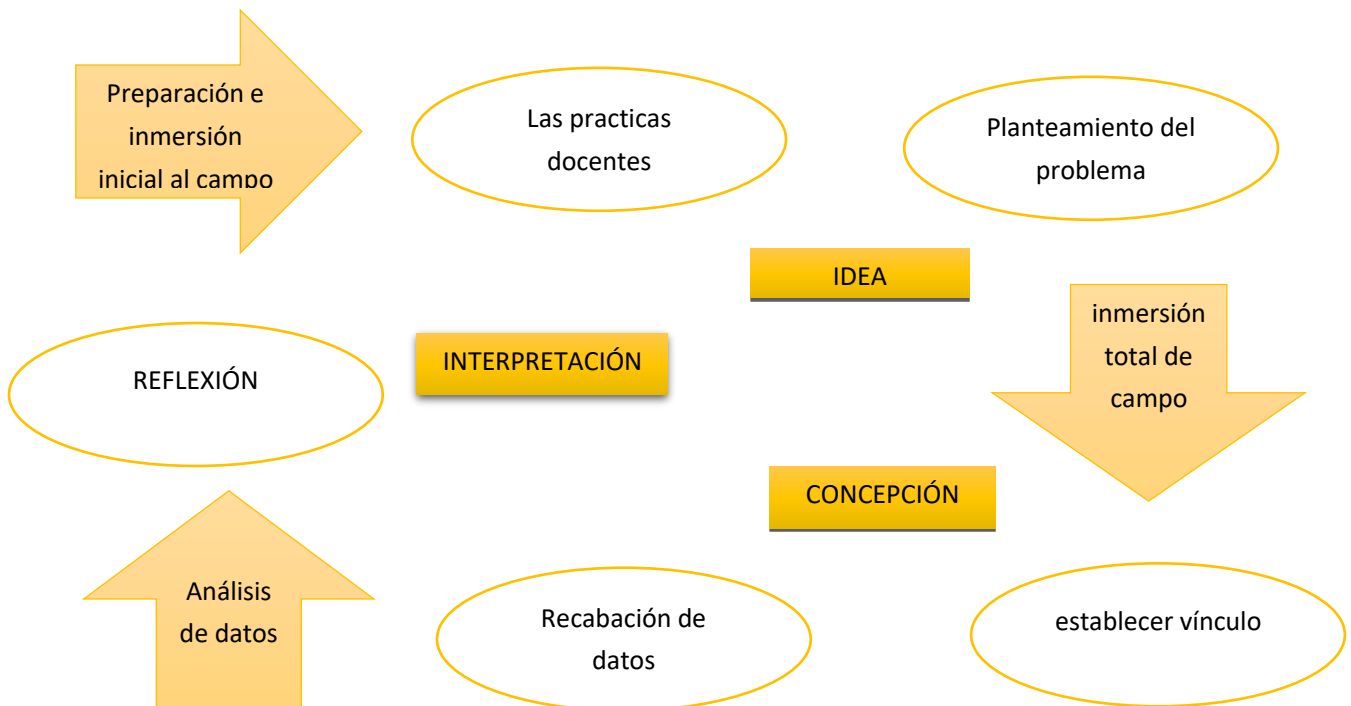 Preparación e
inmersión
inicial al campo
Las practicas
docentes
Planteamiento del
problema
IDEA
inmersión
total de
campo
INTERPRETACIÓN
REFLEXIÓN
CONCEPCIÓN
Análisis
de datos
Recabación de
datos
establecer vínculo